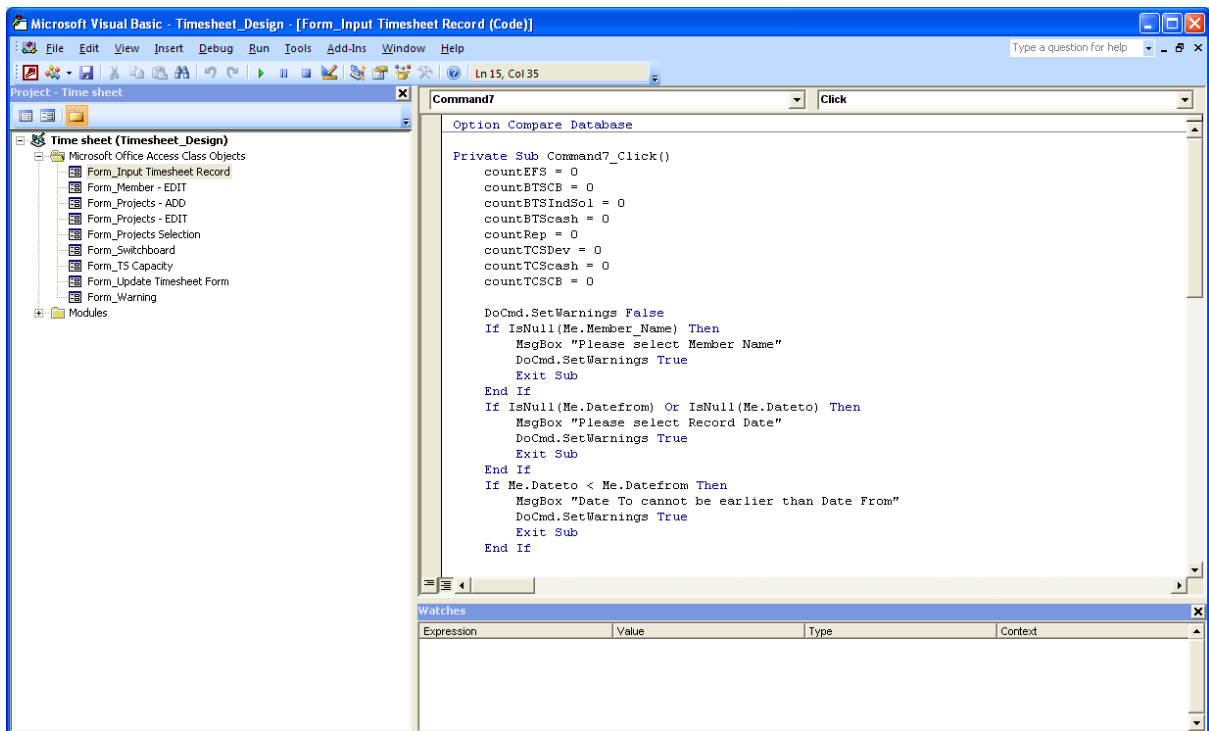 Microsoft Visual Basic - Timesheet_Design - [Form_Input Timesheet Record (Code)]
File Edit View Insert Debug Run Tools Add-Ins Window Help
Type a question for help
Ln 15, Col 35
Project - Time sheet
Time sheet (Timesheet_Design)
Microsoft Office Access Class Objects
Form_Input Timesheet Record
Form_Member - EDIT
Form_Projects - ADD
Form_Projects - EDIT
Form_Projects Selection
Form_Switchboard
Form_TS Capacity
Form_Update Timesheet Form
Form_Warning
Modules
Command7 Click
Option Compare Database
Private Sub Command7_Click()
countEFS = 0
countBTSCB = 0
countBTSIndSol = 0
countBTScash = 0
countRep = 0
countTCSDev = 0
countTCScash = 0
countTCSCB = 0
DoCmd.SetWarnings False
If IsNull(Me.Member_Name) Then
MsgBox "Please select Member Name"
DoCmd.SetWarnings True
Exit Sub
End If
If IsNull(Me.Datefrom) Or IsNull(Me.Dateto) Then
MsgBox "Please select Record Date"
DoCmd.SetWarnings True
Exit Sub
End If
If Me.Dateto < Me.Datefrom Then
MsgBox "Date To cannot be earlier than Date From"
DoCmd.SetWarnings True
Exit Sub
End If
Watches
Expression Value Type Context